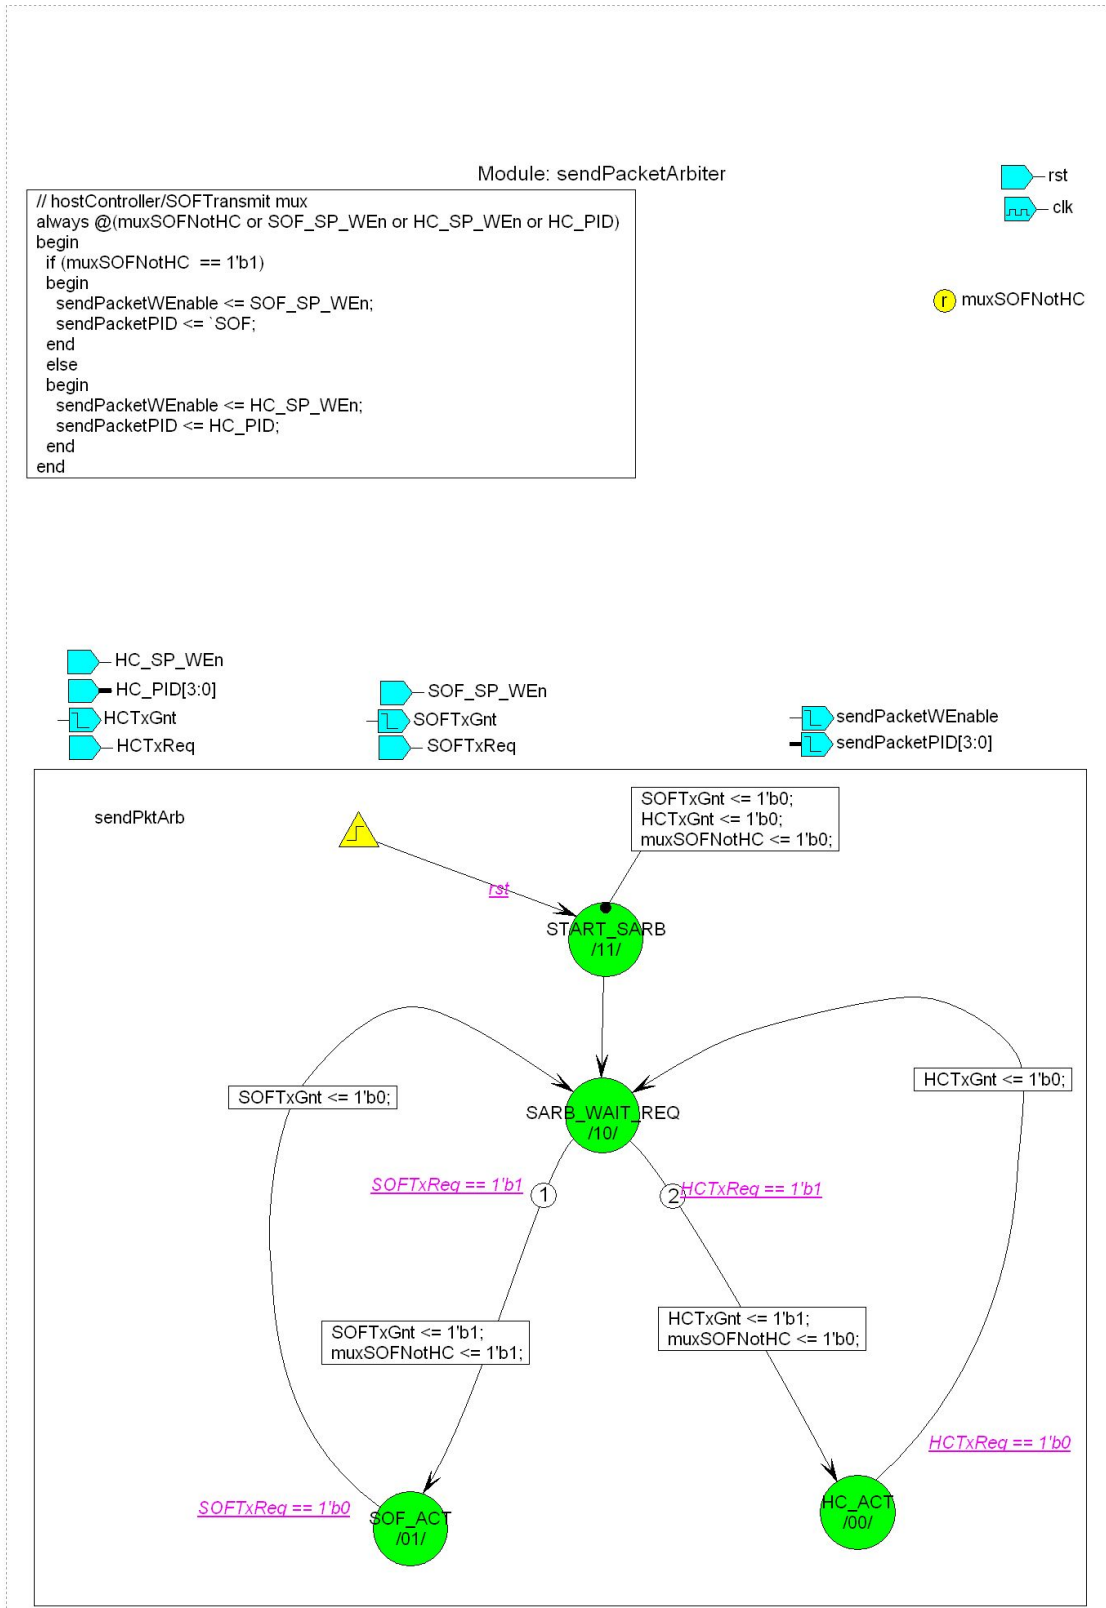 Module: sendPacketArbiter
rst
clk
// hostController/SOFTransmit mux
always @(muxSOFNotHC or SOF_SP_WEn or HC_SP_WEn or HC_PID)
begin
  if (muxSOFNotHC  == 1'b1)
  begin
    sendPacketWEnable <= SOF_SP_WEn;
    sendPacketPID <= `SOF;
  end
  else
  begin
    sendPacketWEnable <= HC_SP_WEn;
    sendPacketPID <= HC_PID;
  end
end
r muxSOFNotHC
HC_SP_WEn
HC_PID[3:0]
HCTxGnt
HCTxReq
SOF_SP_WEn
SOFTxGnt
SOFTxReq
sendPacketWEnable
sendPacketPID[3:0]
sendPktArb
SOFTxGnt <= 1'b0;
HCTxGnt <= 1'b0;
muxSOFNotHC <= 1'b0;
rst
START_SARB
/11/
SOFTxGnt <= 1'b0;
HCTxGnt <= 1'b0;
SARB_WAIT_REQ
/10/
SOFTxReq == 1'b1
1
2
HCTxReq == 1'b1
SOFTxGnt <= 1'b1;
muxSOFNotHC <= 1'b1;
HCTxGnt <= 1'b1;
muxSOFNotHC <= 1'b0;
HCTxReq == 1'b0
SOFTxReq == 1'b0
SOF_ACT
/01/
HC_ACT
/00/